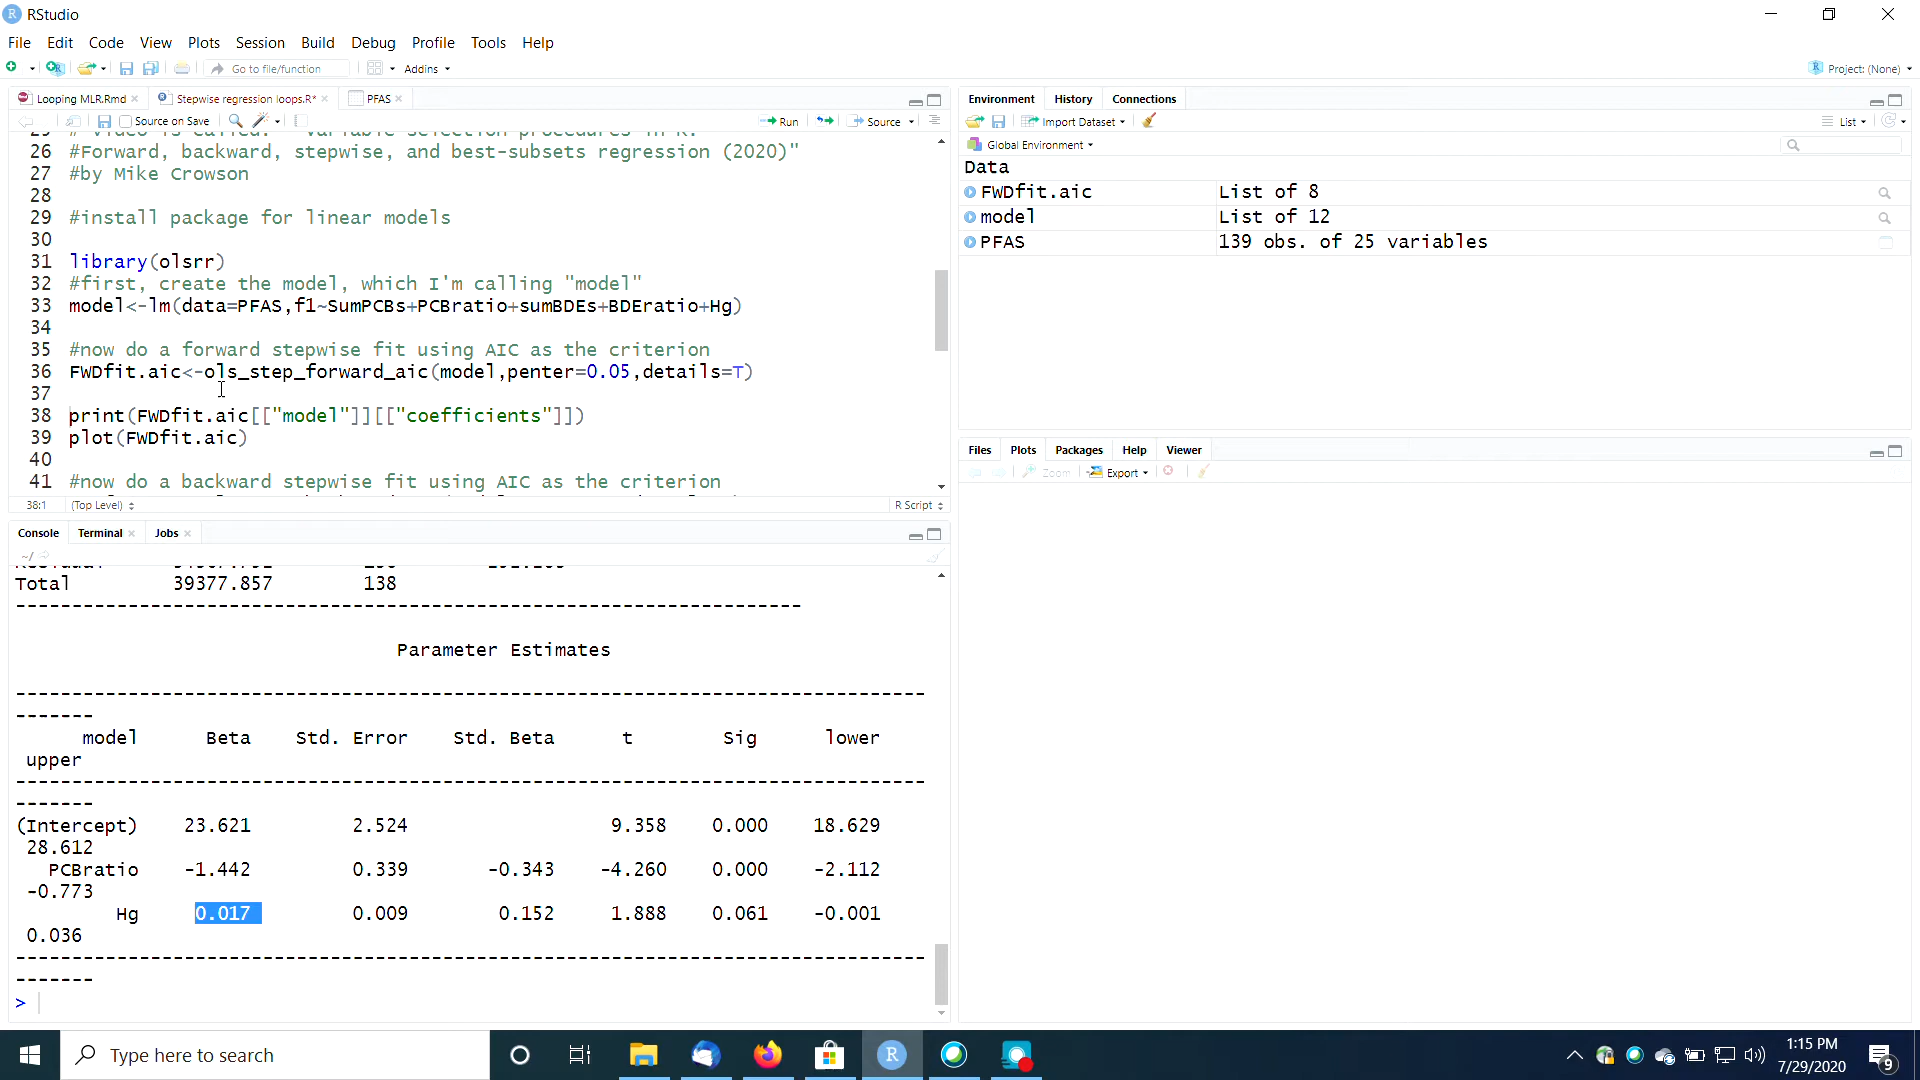 RStudio
File Edit Code View Plots Session Build Debug Profile Tools Help
Go to file/function Addins Project: (None)
Looping MLR.Rmd Stepwise regression loops.R* PFAS
Source on Save Run Source
26 #Forward, backward, stepwise, and best-subsets regression (2020)"
27 #by Mike Crowson
28
29 #install package for linear models
30
31 library(olsrr)
32 #first, create the model, which I'm calling "model"
33 model<-lm(data=PFAS,f1~SumPCBs+PCBratio+sumBDEs+BDEratio+Hg)
34
35 #now do a forward stepwise fit using AIC as the criterion
36 FWDfit.aic<-ols_step_forward_aic(model,penter=0.05,details=T)
37
38 print(FWDfit.aic[["model"]][["coefficients"]])
39 plot(FWDfit.aic)
40
41 #now do a backward stepwise fit using AIC as the criterion
38:1 (Top Level) R Script
Console Terminal Jobs
~/
Total 39377.857 138
--------------------------------------------------------------------
Parameter Estimates
---------------------------------------------------------------------------------
-------
model Beta Std. Error Std. Beta t Sig lower
upper
---------------------------------------------------------------------------------
-------
(Intercept) 23.621 2.524 9.358 0.000 18.629
28.612
PCBratio -1.442 0.339 -0.343 -4.260 0.000 -2.112
-0.773
Hg 0.017 0.009 0.152 1.888 0.061 -0.001
0.036
---------------------------------------------------------------------------------
-------
>
Environment History Connections
Import Dataset List
Global Environment
Data
FWDfit.aic List of 8
model List of 12
PFAS 139 obs. of 25 variables
Files Plots Packages Help Viewer
Zoom Export
Type here to search
1:15 PM
7/29/2020
9